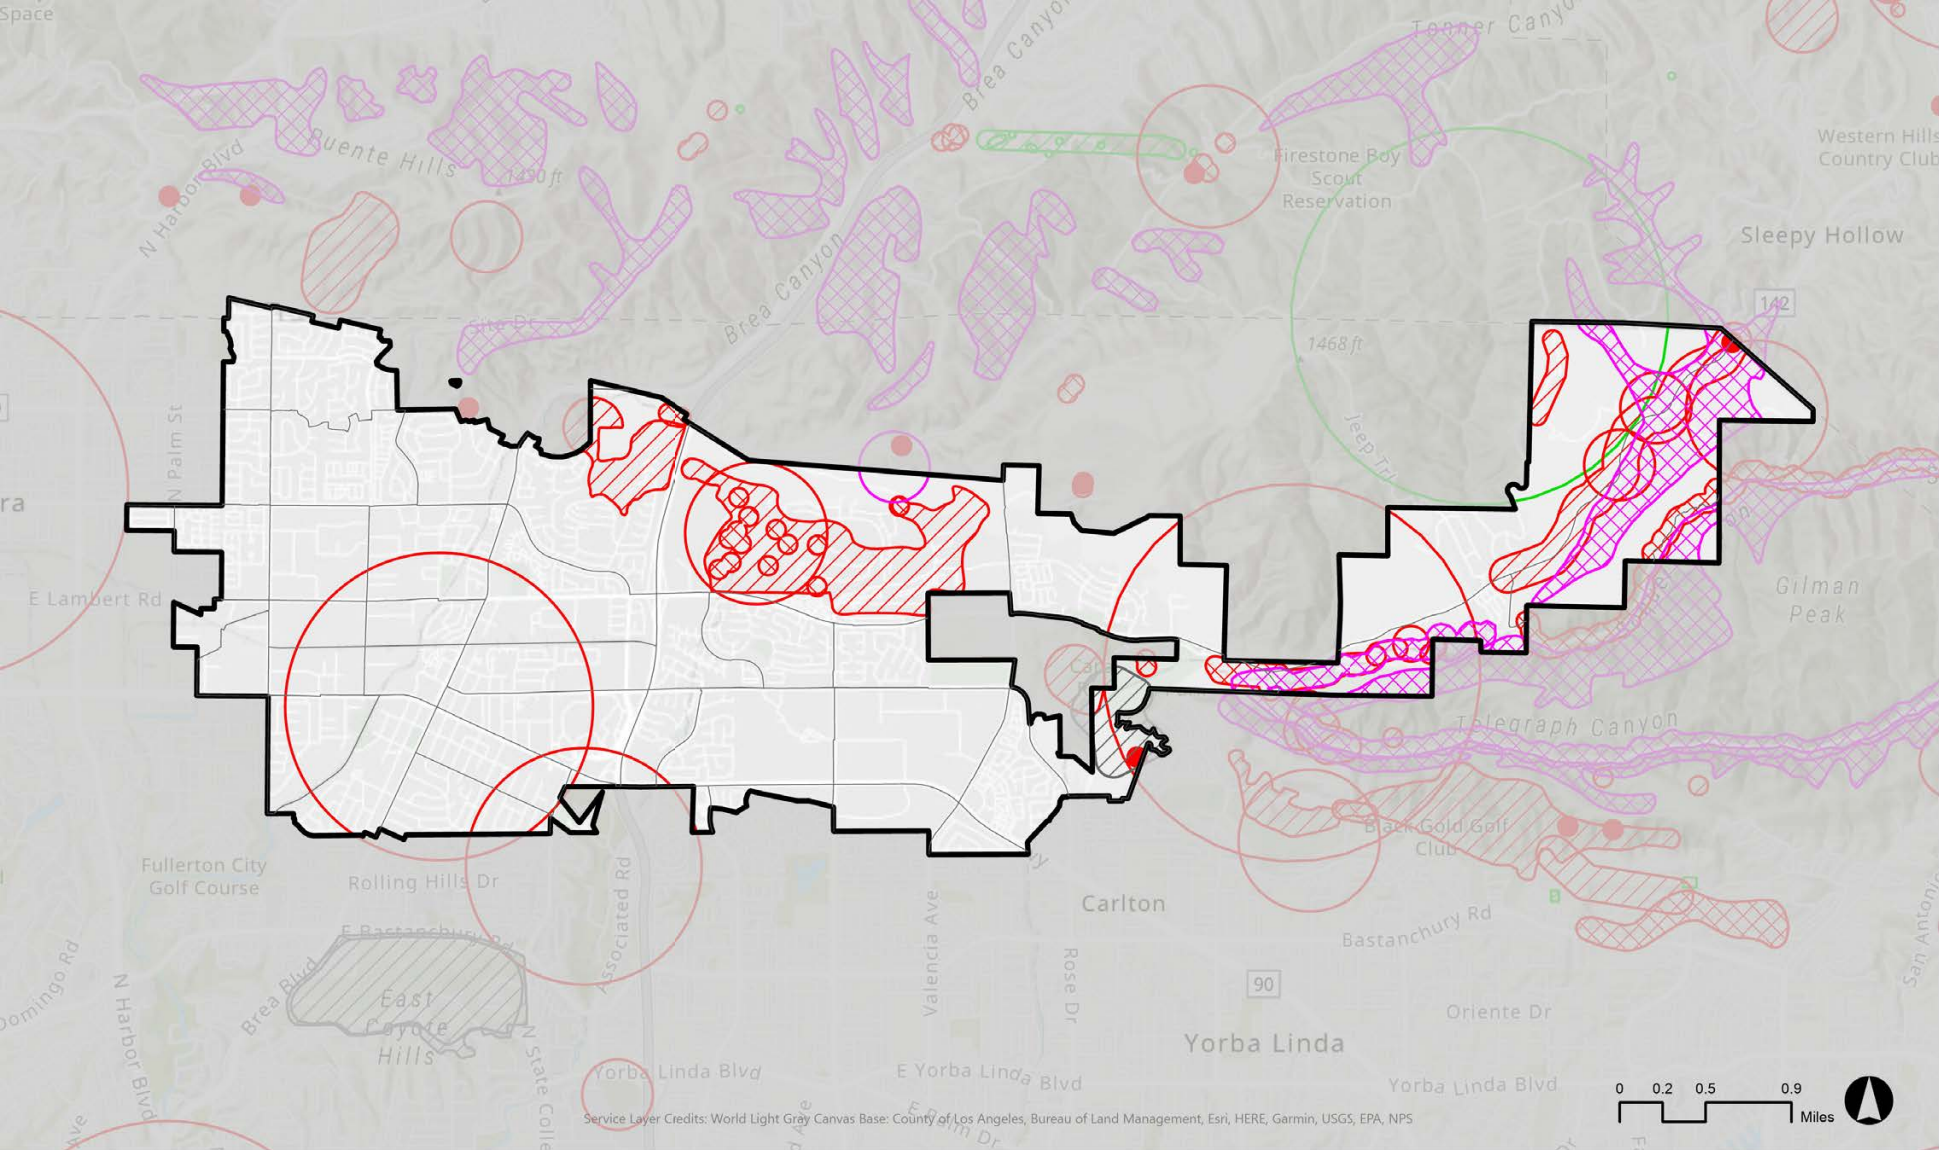 Space
Tonner Canyo
Brea Canyon
N Harbor Blvd
Puente Hills
1490 ft
Firestone Boy
Scout
Reservation
Western Hills
Country Club
Sleepy Hollow
142
Brea Canyon
1468 ft
Jeep Trl
N Palm St
ra
E Lambert Rd
Gilman
Peak
Telegraph Canyon
Black Gold Golf
Club
Fullerton City
Golf Course
Rolling Hills Dr
Associated Rd
Carlton
Valencia Ave
Rose Dr
Bastanchury Rd
E Bastanchury Rd
San Antonio
Domingo Rd
Brea Blvd
N Harbor Blvd
East
Coyote
Hills
N State Colle
90
Oriente Dr
Yorba Linda
Yorba Linda Blvd
E Yorba Linda Blvd
Yorba Linda Blvd
0 0.2 0.5 0.9
Miles
Service Layer Credits: World Light Gray Canvas Base: County of Los Angeles, Bureau of Land Management, Esri, HERE, Garmin, USGS, EPA, NPS